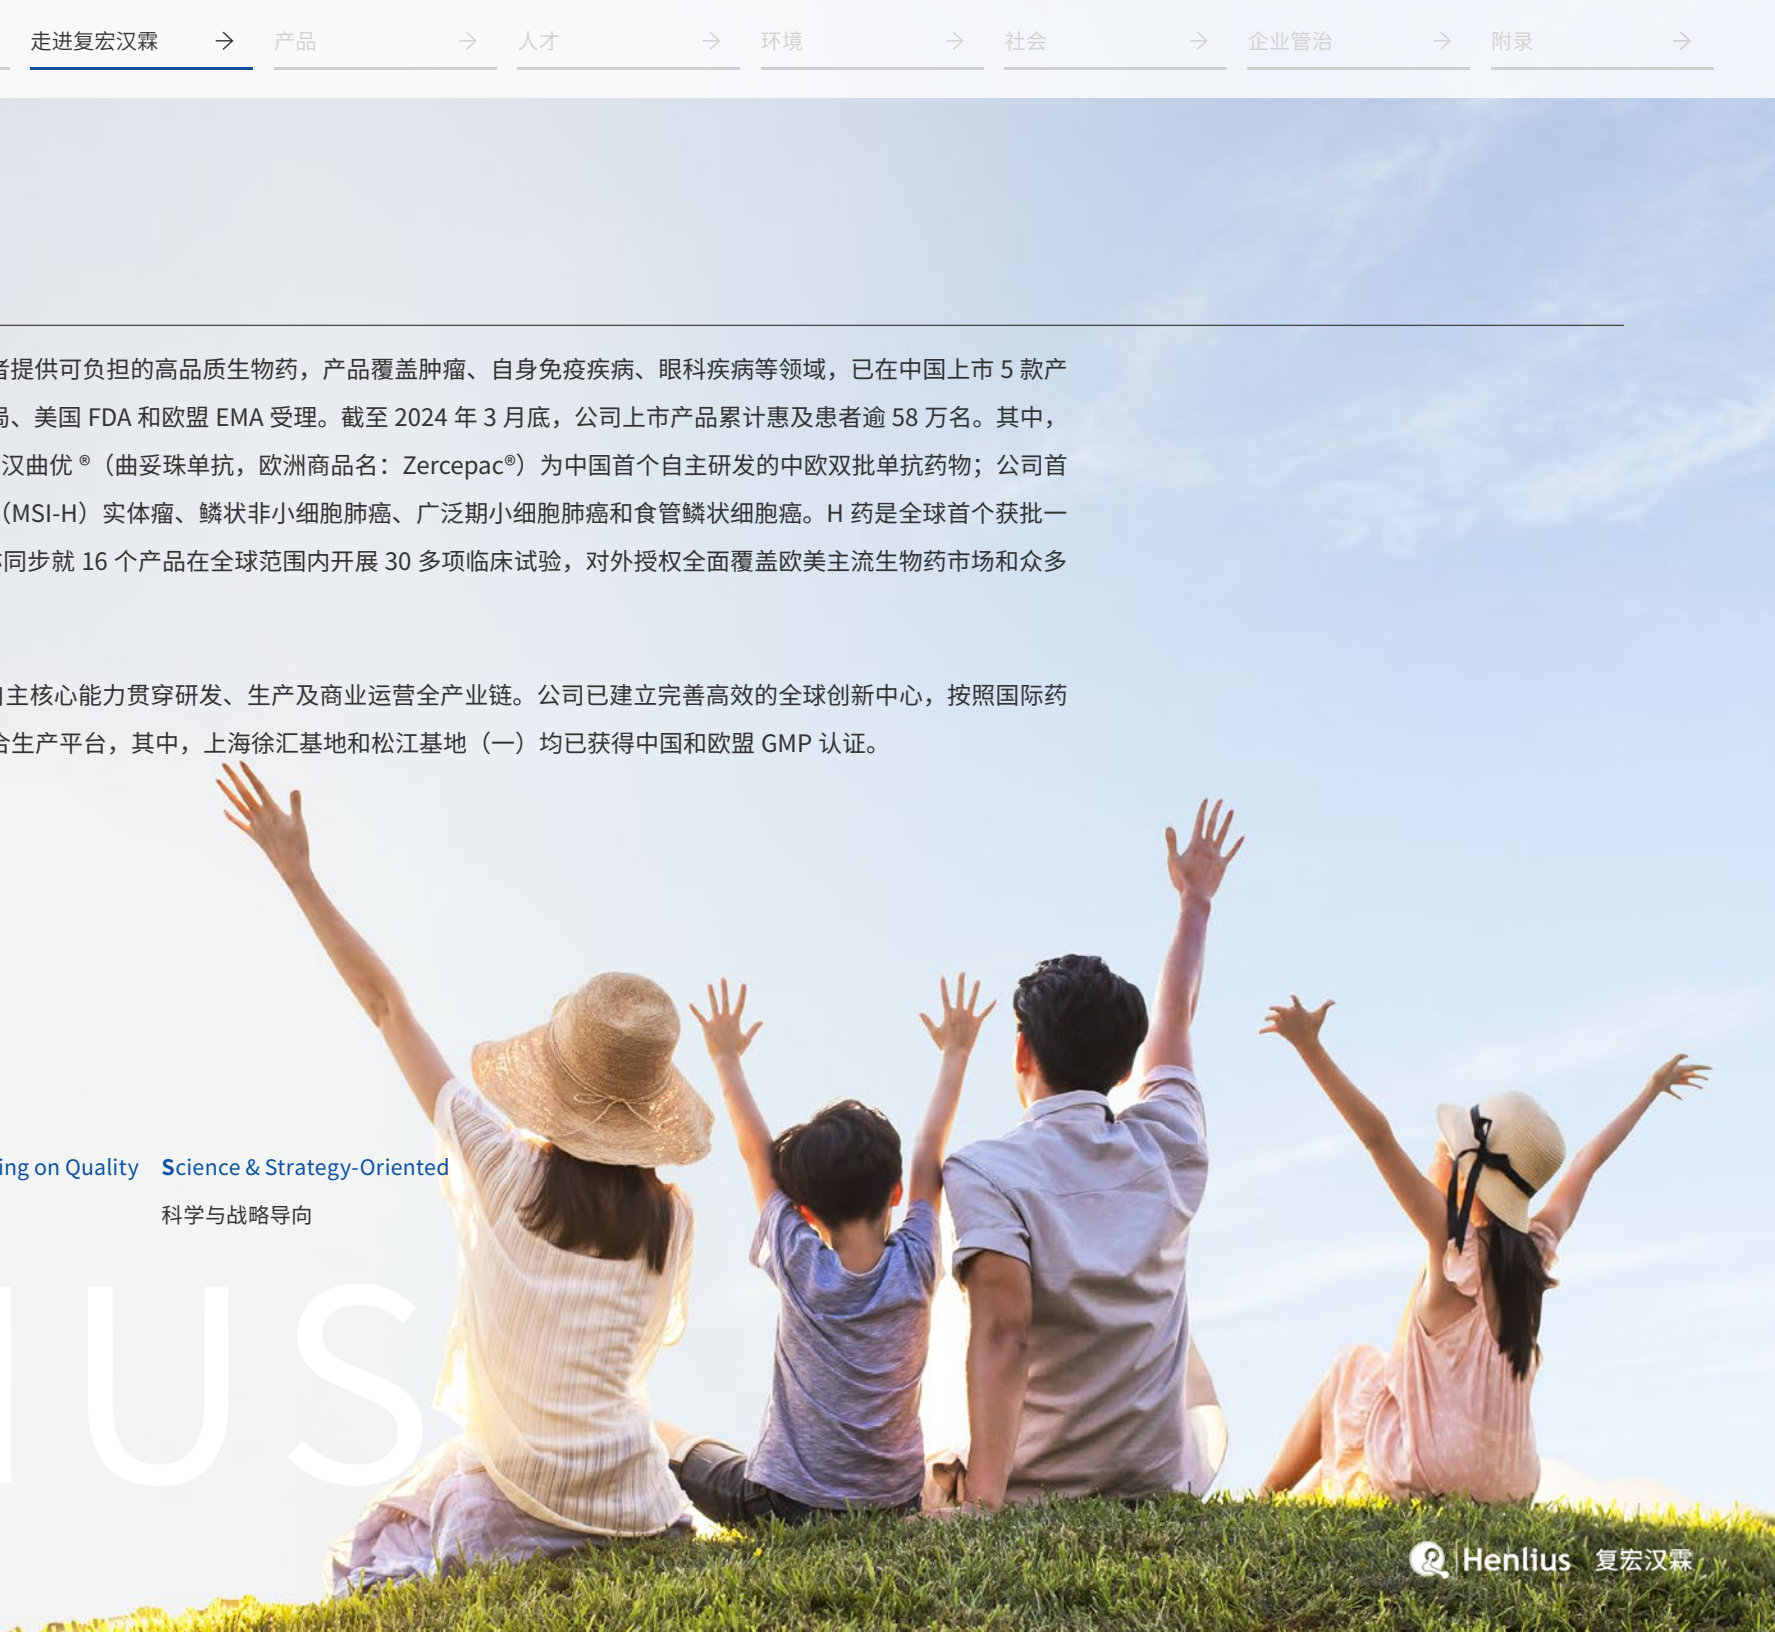 走进复宏汉霖 → 产品 → 人才 → 环境 → 社会 → 企业管治 → 附录 →
者提供可负担的高品质生物药，产品覆盖肿瘤、自身免疫疾病、眼科疾病等领域，已在中国上市 5 款产
局、美国 FDA 和欧盟 EMA 受理。截至 2024 年 3 月底，公司上市产品累计惠及患者逾 58 万名。其中，
汉曲优 ®（曲妥珠单抗，欧洲商品名：Zercepac®）为中国首个自主研发的中欧双批单抗药物；公司首
（MSI-H）实体瘤、鳞状非小细胞肺癌、广泛期小细胞肺癌和食管鳞状细胞癌。H 药是全球首个获批一
同步就 16 个产品在全球范围内开展 30 多项临床试验，对外授权全面覆盖欧美主流生物药市场和众多
自主核心能力贯穿研发、生产及商业运营全产业链。公司已建立完善高效的全球创新中心，按照国际药
合生产平台，其中，上海徐汇基地和松江基地（一）均已获得中国和欧盟 GMP 认证。
ing on Quality Science & Strategy-Oriented
科学与战略导向
IUS
Henlius 复宏汉霖